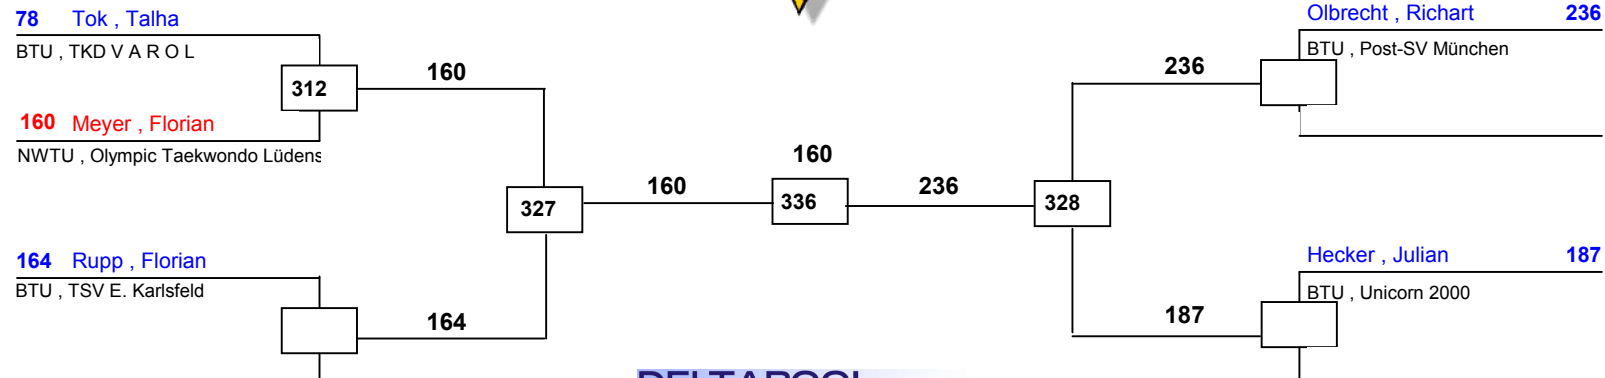 78 Tok , Talha
BTU , TKD V A R O L
312
160
160 Meyer , Florian
NWTU , Olympic Taekwondo Lüdens
327
160
160
336
236
328
164 Rupp , Florian
BTU , TSV E. Karlsfeld
164
Olbrecht , Richart 236
BTU , Post-SV München
236
Hecker , Julian 187
BTU , Unicorn 2000
187